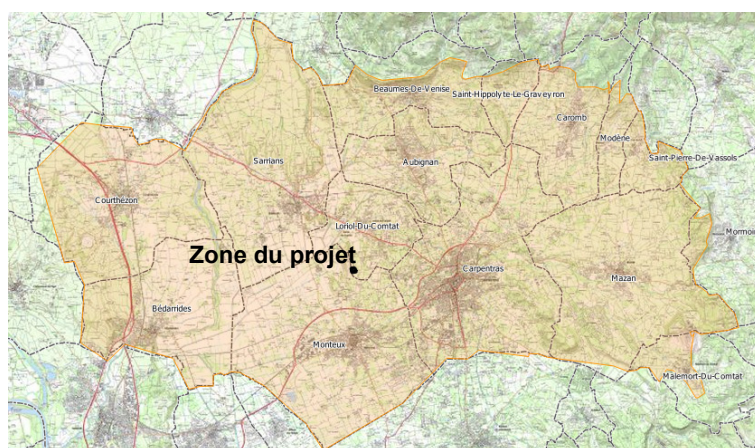 Beaumes-De-Venise
Saint-Hippolyte-Le-Graveyron
Caromb
Modène
Sarrians
Aubignan
Saint-Pierre-De-Vassols
Courthézon
Loriol-Du-Comtat
Mormoi
Zone du projet
Carpentras
Mazan
Bédarrides
Monteux
Malemort-Du-Comtat